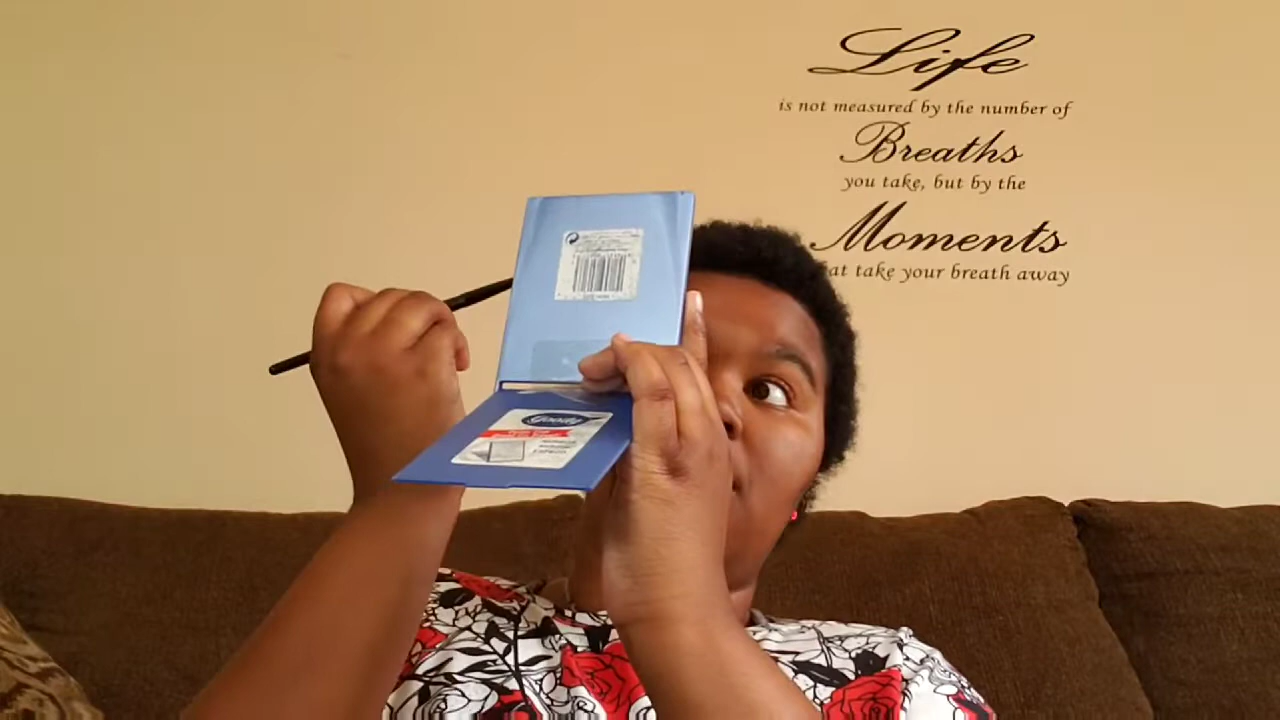 Life
is not measured by the number of
Breaths
you take, but by the
Moments
at take your breath away
Goody